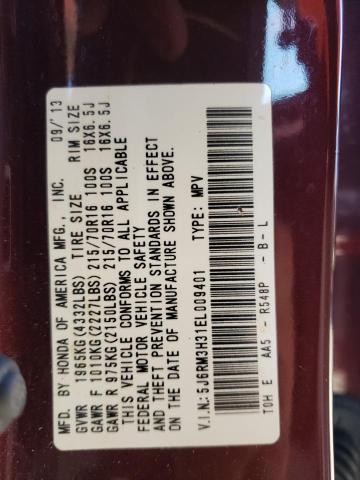 MFD. BY HONDA OF AMERICA MFG., INC. 09/'13
GVWR 1965KG(4332LBS) TIRE SIZE RIM SIZE
GAWR F 1010KG(2227LBS) 215/70R16 100S 16X6.5J
GAWR R 975KG(2150LBS) 215/70R16 100S 16X6.5J
THIS VEHICLE CONFORMS TO ALL APPLICABLE
FEDERAL MOTOR VEHICLE SAFETY
AND THEFT PREVENTION STANDARDS IN EFFECT
ON THE DATE OF MANUFACTURE SHOWN ABOVE.
V.I.N.: 5J6RM3H31EL009401 TYPE: MPV
T0H E AA5 - R548P - B - L